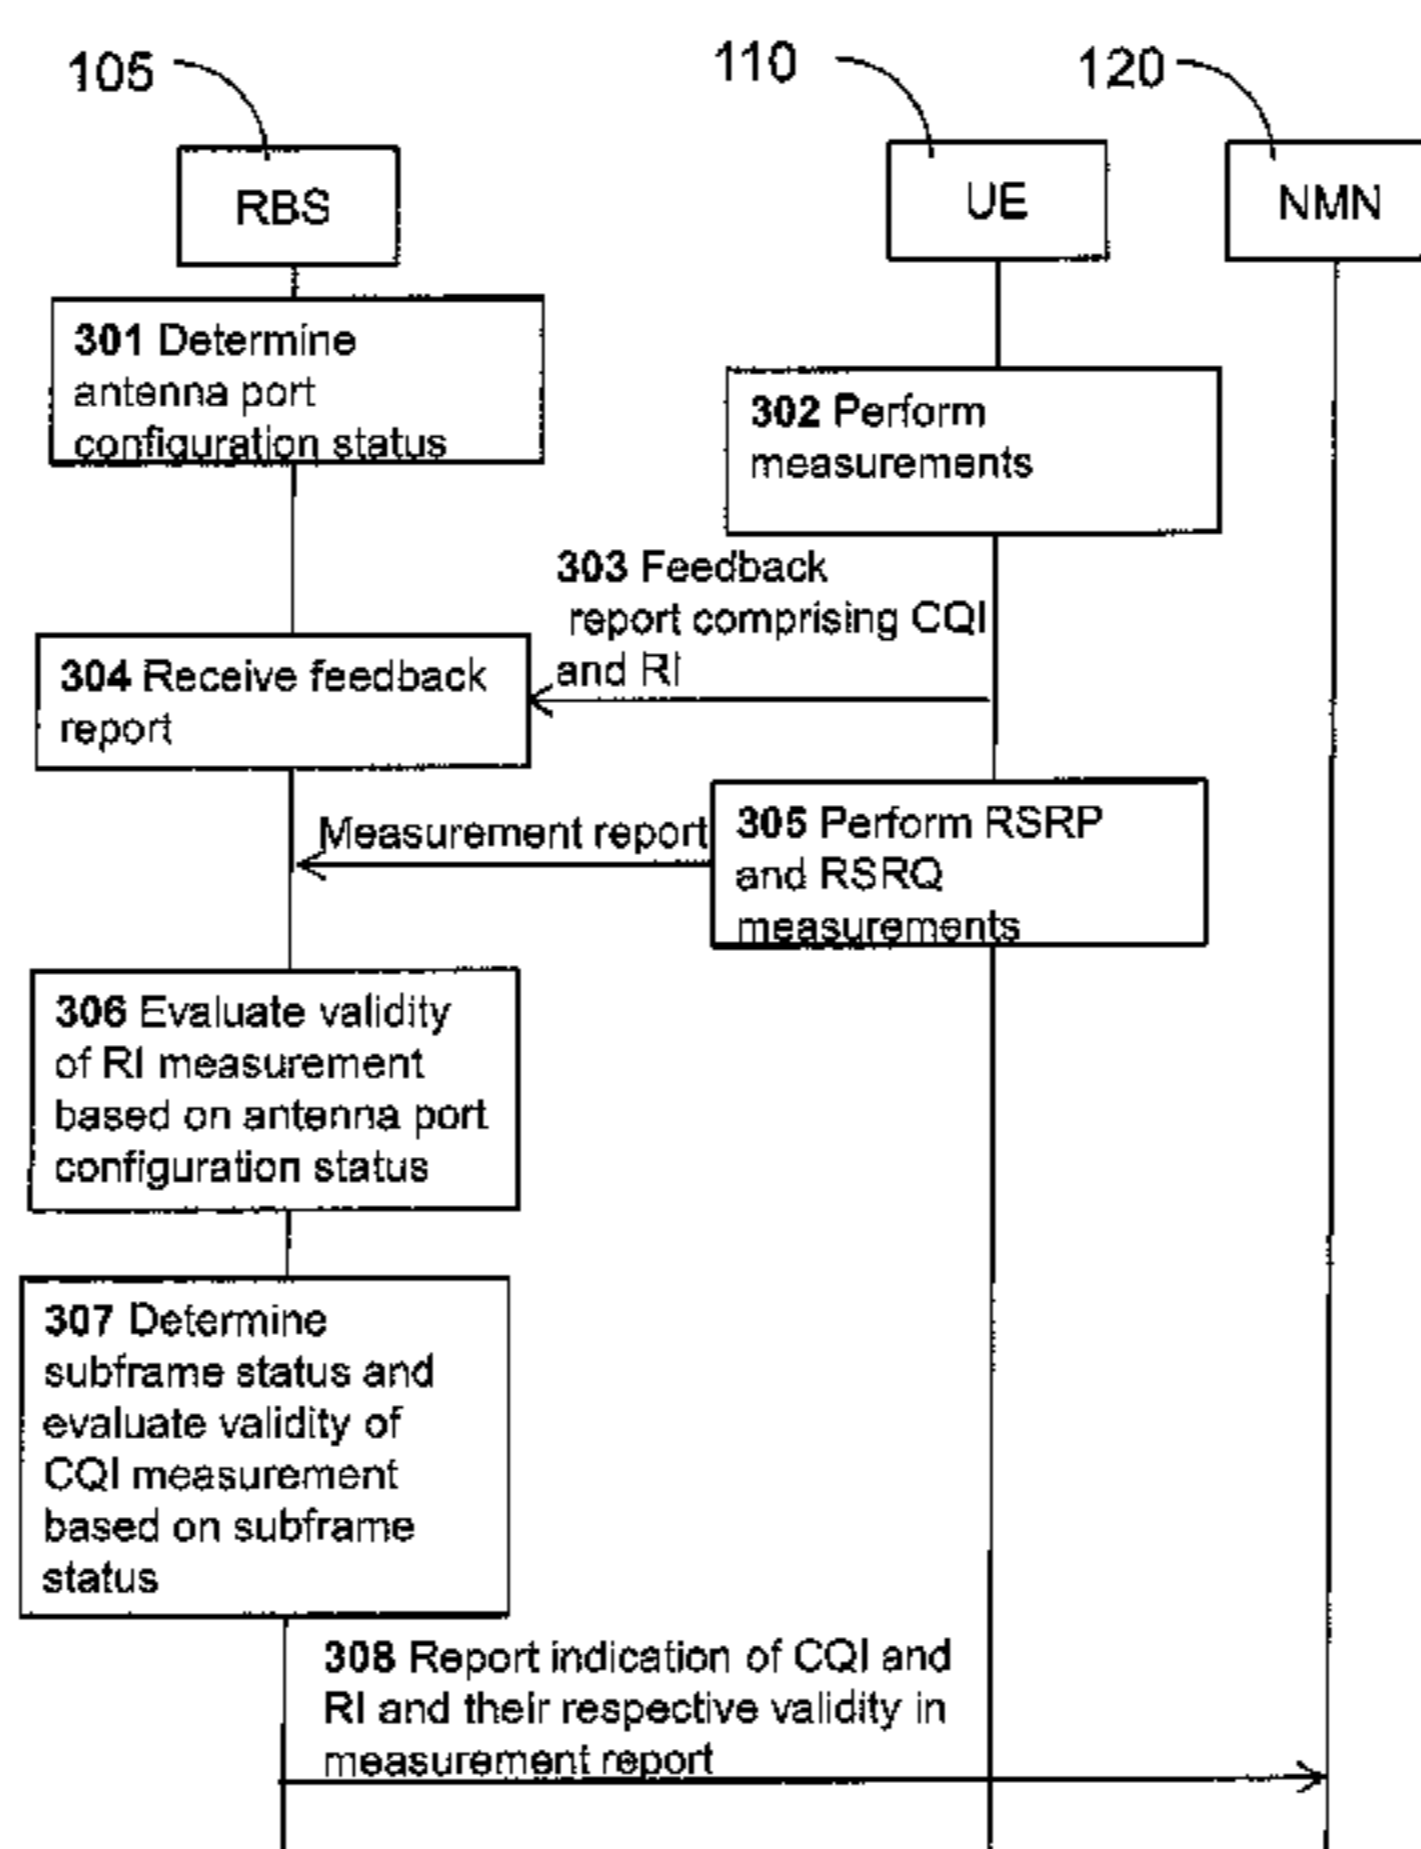 105
110
120
RBS
UE
NMN
301 Determine
antenna port
configuration status
302 Perform
measurements
303 Feedback
report comprising CQI
and RI
304 Receive feedback
report
Measurement report
305 Perform RSRP
and RSRQ
measurements
306 Evaluate validity
of RI measurement
based on antenna port
configuration status
307 Determine
subframe status and
evaluate validity of
CQI measurement
based on subframe
status
308 Report indication of CQI and
RI and their respective validity in
measurement report